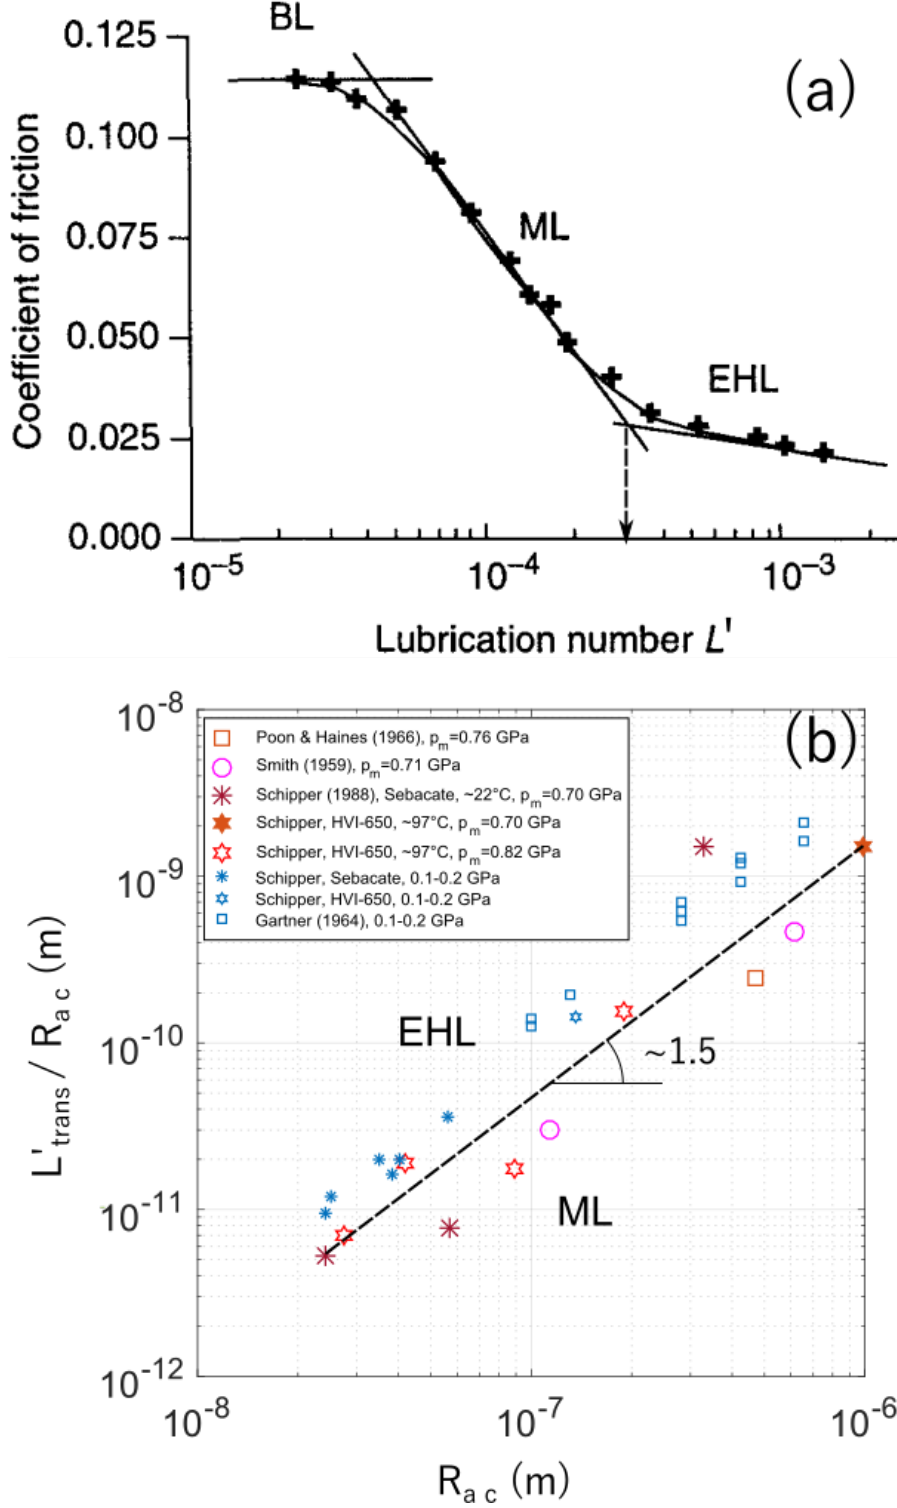 BL
0.125
(a)
0.100
0.075
ML
0.050
EHL
0.025
0.000
Coefficient of friction
10⁻⁵ 10⁻⁴ 10⁻³
Lubrication number L'
10⁻⁸
(b)
Poon & Haines (1966), pₘ=0.76 GPa
Smith (1959), pₘ=0.71 GPa
Schipper (1988), Sebacate, ~22°C, pₘ=0.70 GPa
Schipper, HVI-650, ~97°C, pₘ=0.70 GPa
Schipper, HVI-650, ~97°C, pₘ=0.82 GPa
Schipper, Sebacate, 0.1-0.2 GPa
Schipper, HVI-650, 0.1-0.2 GPa
Gartner (1964), 0.1-0.2 GPa
10⁻⁹
EHL
10⁻¹⁰
~1.5
10⁻¹¹
ML
10⁻¹²
L'trans / Ra c (m)
10⁻⁸ 10⁻⁷ 10⁻⁶
Ra c (m)